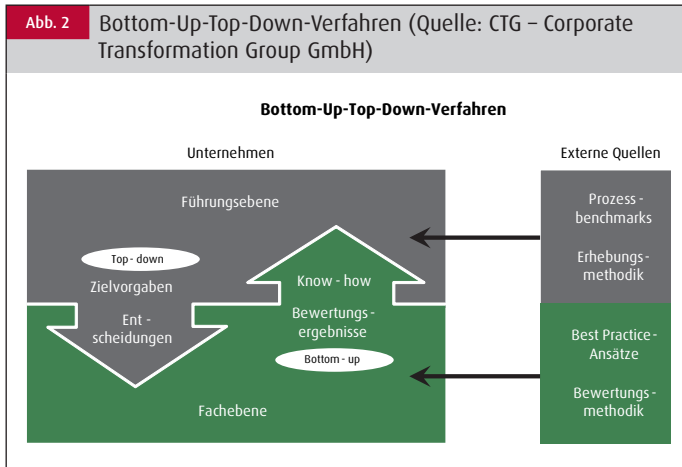 Abb. 2
Bottom-Up-Top-Down-Verfahren (Quelle: CTG – Corporate
Transformation Group GmbH)
Bottom-Up-Top-Down-Verfahren
Unternehmen
Führungsebene
Top - down
Zielvorgaben
Ent -
scheidungen
Know - how
Bewertungs -
ergebnisse
Bottom - up
Fachebene
Externe Quellen
Prozess -
benchmarks
Erhebungs -
methodik
Best Practice -
Ansätze
Bewertungs -
methodik